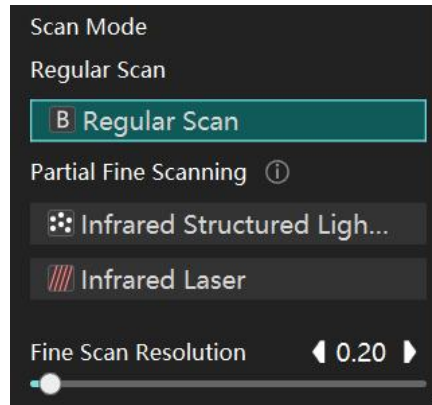 Scan Mode
Regular Scan
B Regular Scan
Partial Fine Scanning
Infrared Structured Ligh...
Infrared Laser
Fine Scan Resolution 0.20